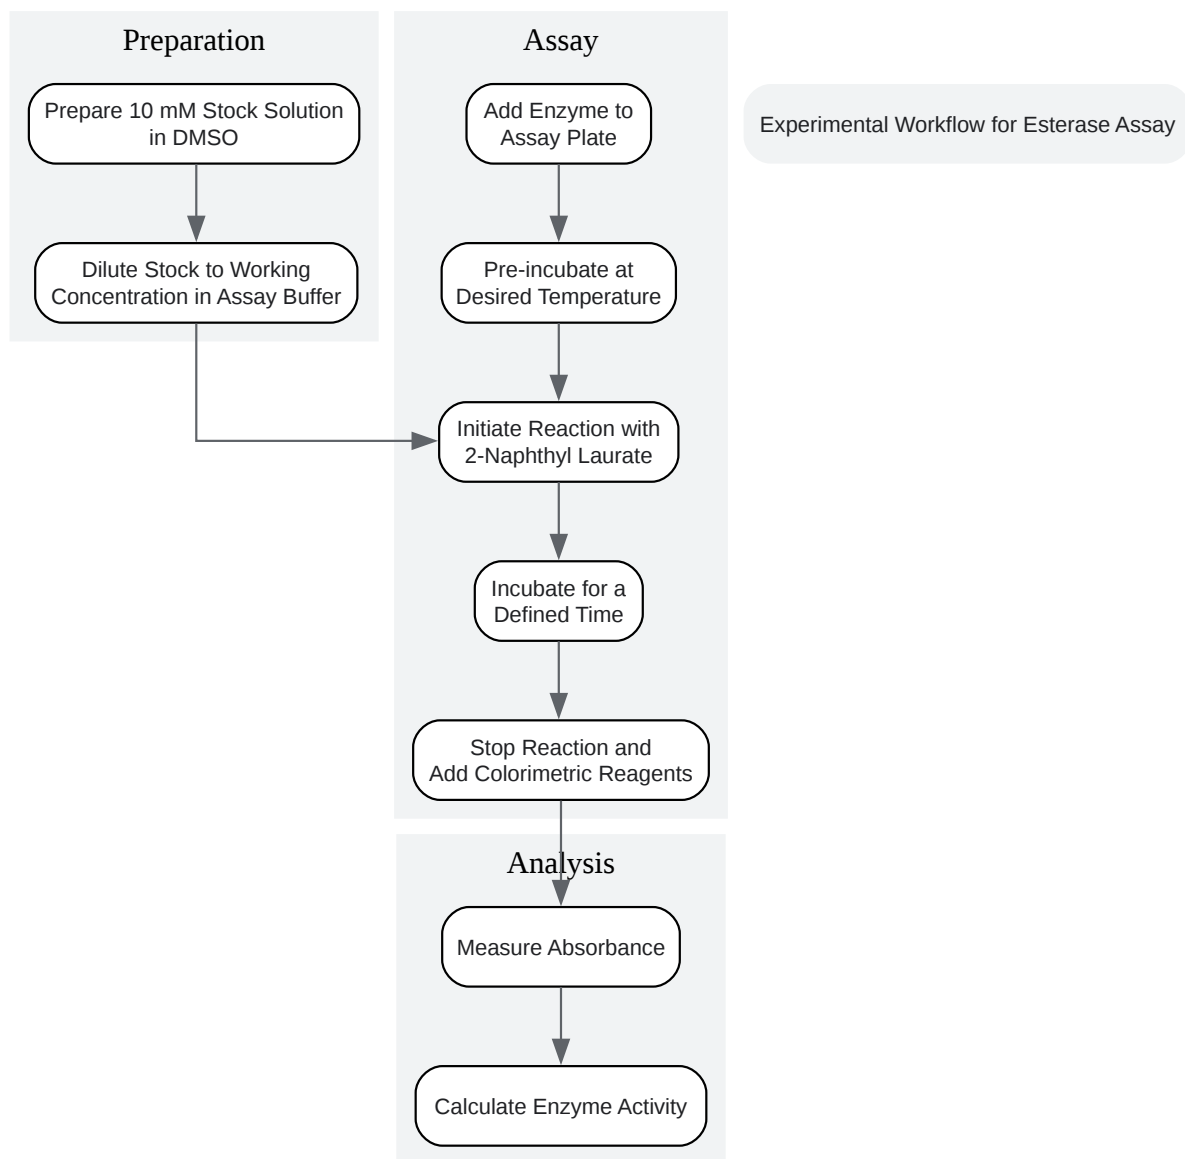 Preparation
Prepare 10 mM Stock Solution
in DMSO
Dilute Stock to Working
Concentration in Assay Buffer
Assay
Add Enzyme to
Assay Plate
Pre-incubate at
Desired Temperature
Initiate Reaction with
2-Naphthyl Laurate
Incubate for a
Defined Time
Stop Reaction and
Add Colorimetric Reagents
Analysis
Measure Absorbance
Calculate Enzyme Activity
Experimental Workflow for Esterase Assay